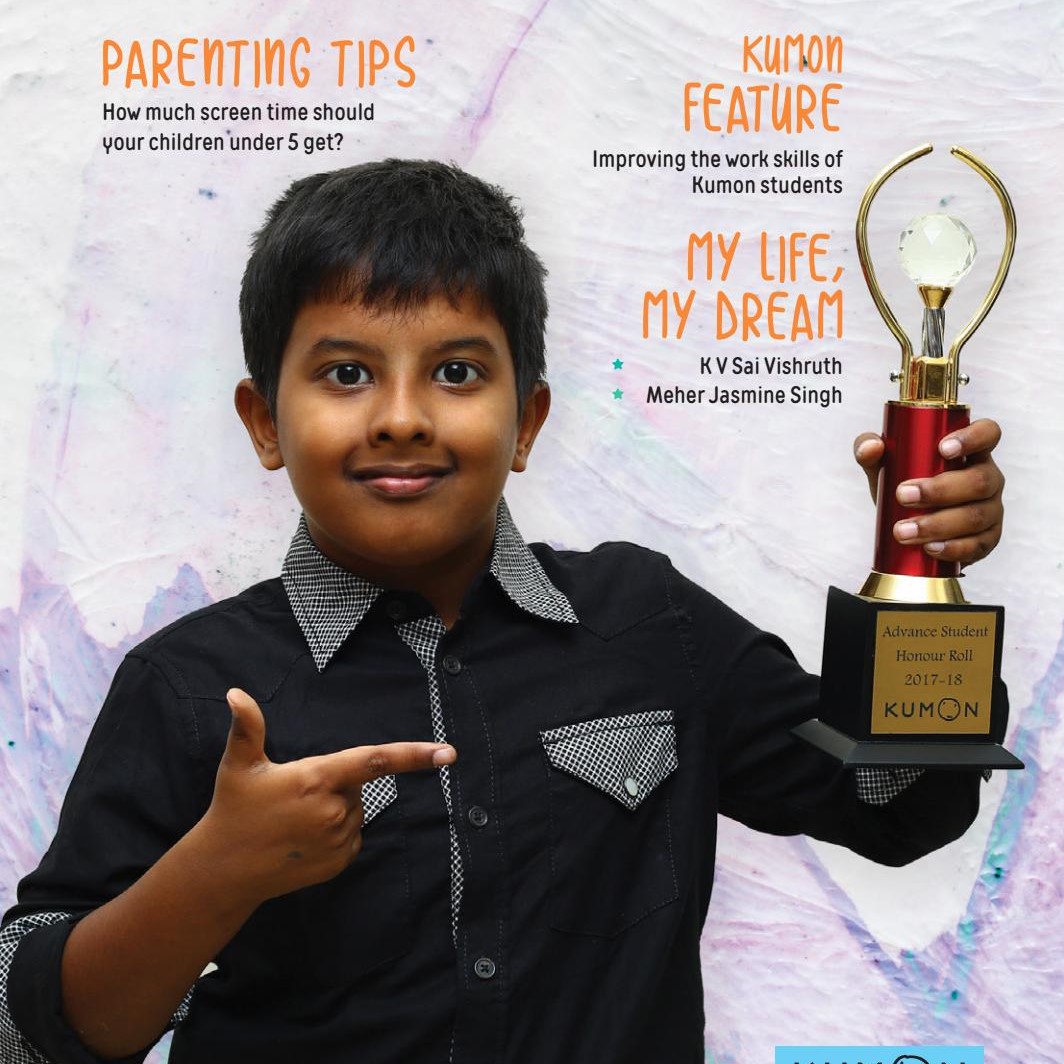 PARENTING TIPS
How much screen time should
your children under 5 get?
KUMON
FEATURE
Improving the work skills of
Kumon students
MY LIFE,
MY DREAM
K V Sai Vishruth
Meher Jasmine Singh
Advance Student
Honour Roll
2017-18
KUMON